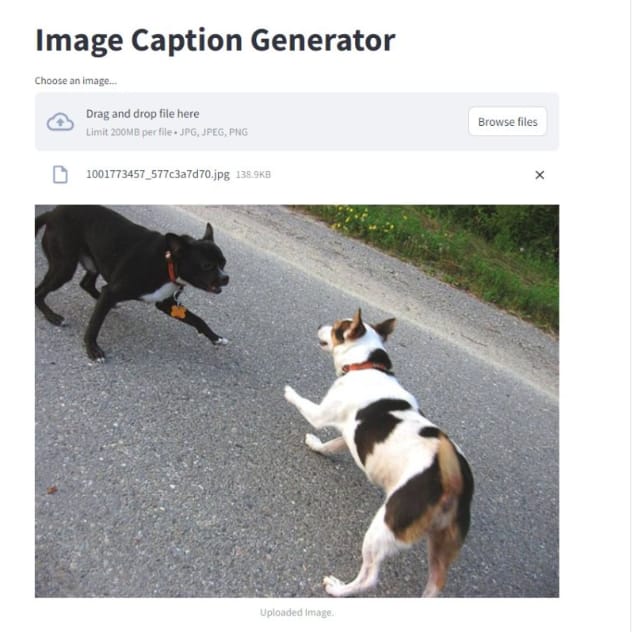 Image Caption Generator
Choose an image...
Drag and drop file here
Limit 200MB per file • JPG, JPEG, PNG
Browse files
1001773457_577c3a7d70.jpg 138.9KB
Uploaded Image.